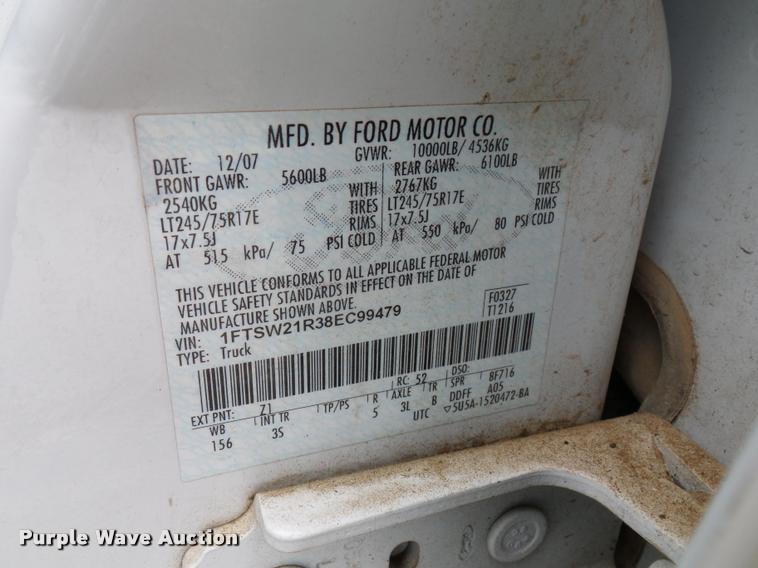 MFD. BY FORD MOTOR CO.
DATE: 12/07 GVWR: 10000LB/ 4536KG
FRONT GAWR: 5600LB REAR GAWR: 6100LB
2540KG WITH 2767KG WITH
LT245/75R17E TIRES LT245/75R17E TIRES
17x7.5J RIMS 17x7.5J RIMS
AT 515 kPa/ 75 PSI COLD AT 550 kPa/ 80 PSI COLD
THIS VEHICLE CONFORMS TO ALL APPLICABLE FEDERAL MOTOR
VEHICLE SAFETY STANDARDS IN EFFECT ON THE DATE OF
MANUFACTURE SHOWN ABOVE.
F0327
VIN: 1FTSW21R38EC99479 T1216
TYPE: Truck
EXT PNT: Z1 RC: 52 DSO:
WB INT TR TP/PS R AXLE TR SPR BF716
156 3S 5 3L B DDFF A05
UTC ▽5U5A-1520472-BA
Purple Wave Auction